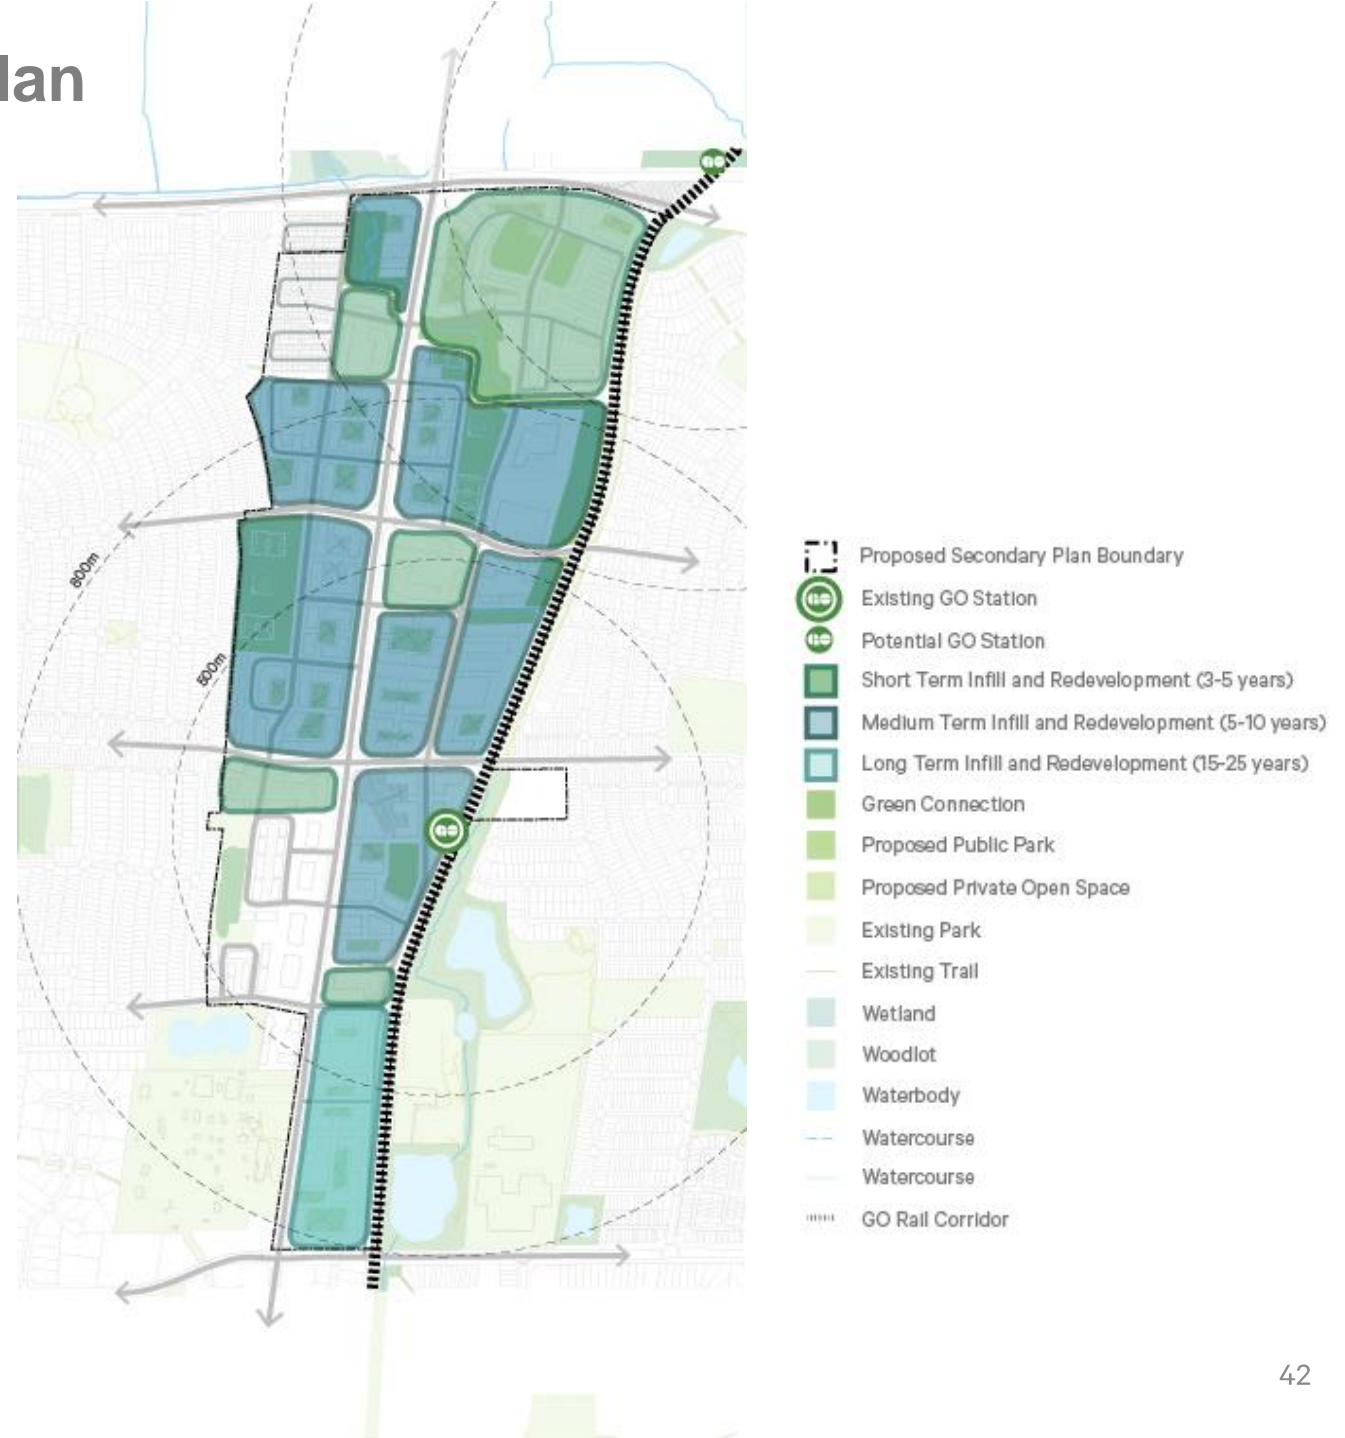 lan
800m
500m
Proposed Secondary Plan Boundary
Existing GO Station
Potential GO Station
Short Term Infill and Redevelopment (3-5 years)
Medium Term Infill and Redevelopment (5-10 years)
Long Term Infill and Redevelopment (15-25 years)
Green Connection
Proposed Public Park
Proposed Private Open Space
Existing Park
Existing Trail
Wetland
Woodlot
Waterbody
Watercourse
Watercourse
GO Rail Corridor
42